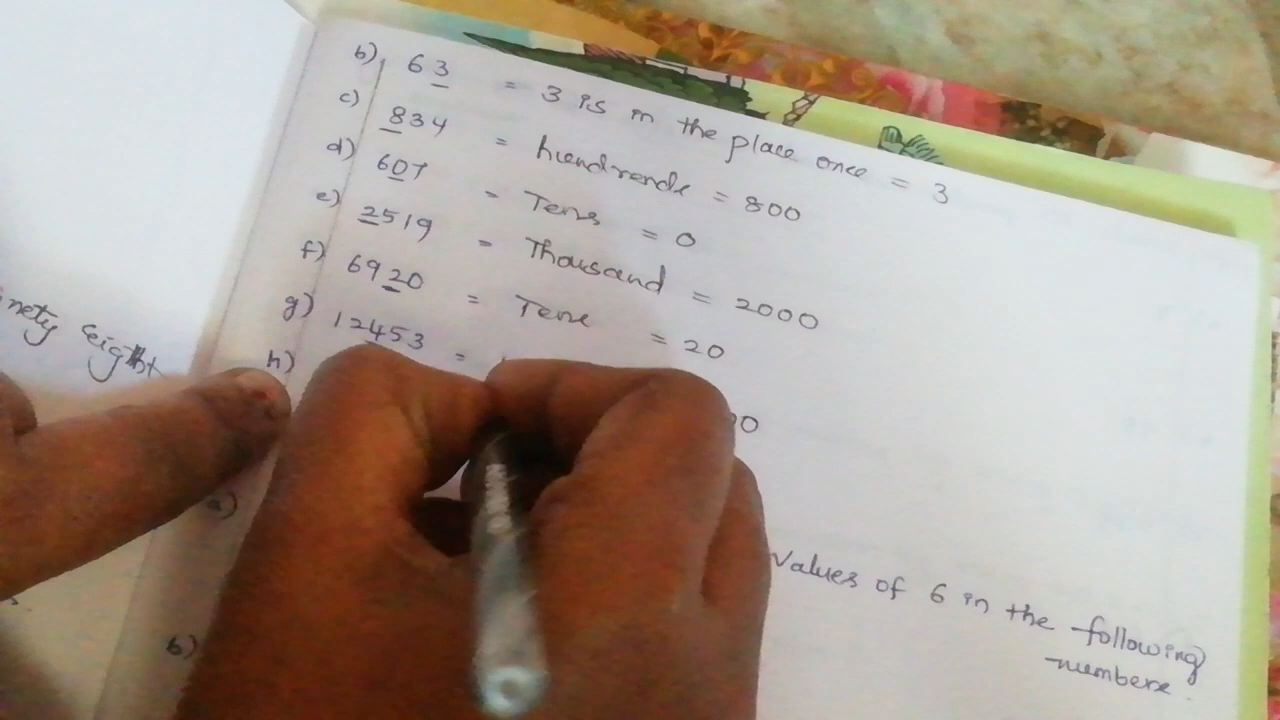 b) 63 = 3 is in the place once = 3
c) 834 = hundrends = 800
d) 607 = Tens = 0
e) 2519 = Thousand = 2000
f) 6920 = Tens = 20
g) 12453 =
h)
nety eight
a)
values of 6 in the following
numbers.
b)